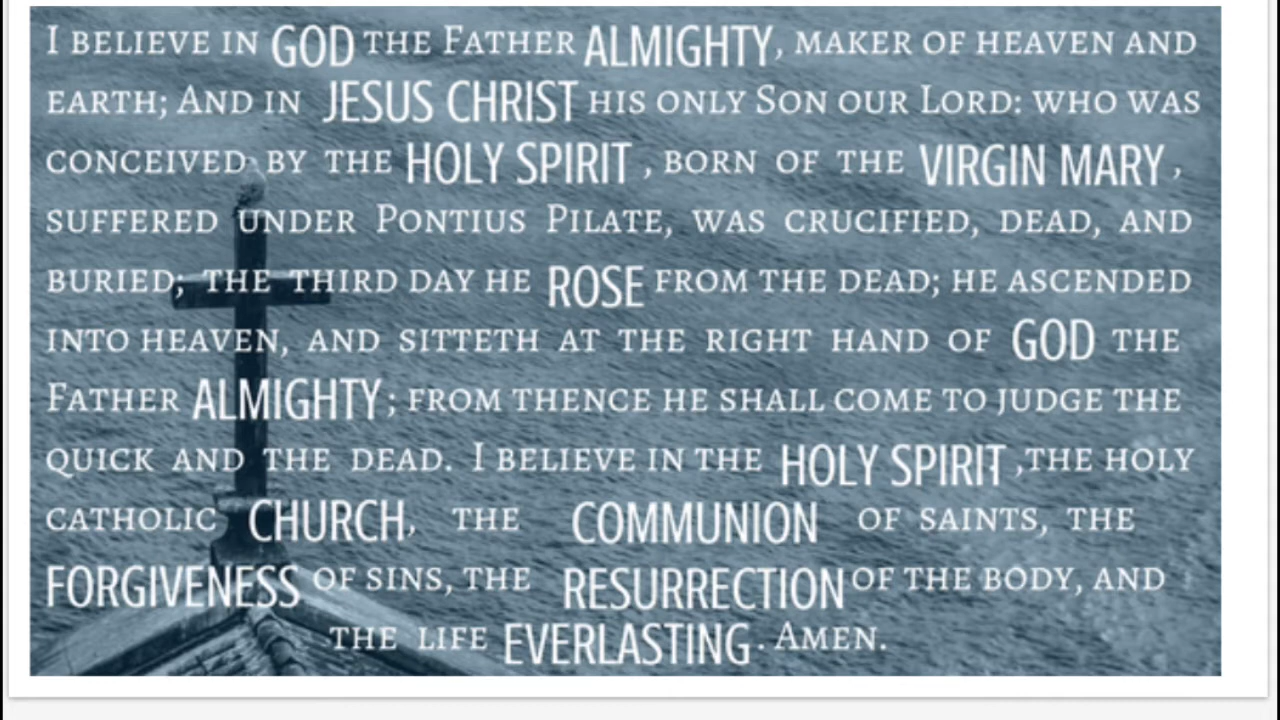 I BELIEVE IN GOD THE FATHER ALMIGHTY, MAKER OF HEAVEN AND
EARTH; AND IN JESUS CHRIST HIS ONLY SON OUR LORD: WHO WAS
CONCEIVED BY THE HOLY SPIRIT , BORN OF THE VIRGIN MARY ,
SUFFERED UNDER PONTIUS PILATE, WAS CRUCIFIED, DEAD, AND
BURIED; THE THIRD DAY HE ROSE FROM THE DEAD; HE ASCENDED
INTO HEAVEN, AND SITTETH AT THE RIGHT HAND OF GOD THE
FATHER ALMIGHTY ; FROM THENCE HE SHALL COME TO JUDGE THE
QUICK AND THE DEAD. I BELIEVE IN THE HOLY SPIRIT ,THE HOLY
CATHOLIC CHURCH, THE COMMUNION OF SAINTS, THE
FORGIVENESS OF SINS, THE RESURRECTION OF THE BODY, AND
THE LIFE EVERLASTING . AMEN.